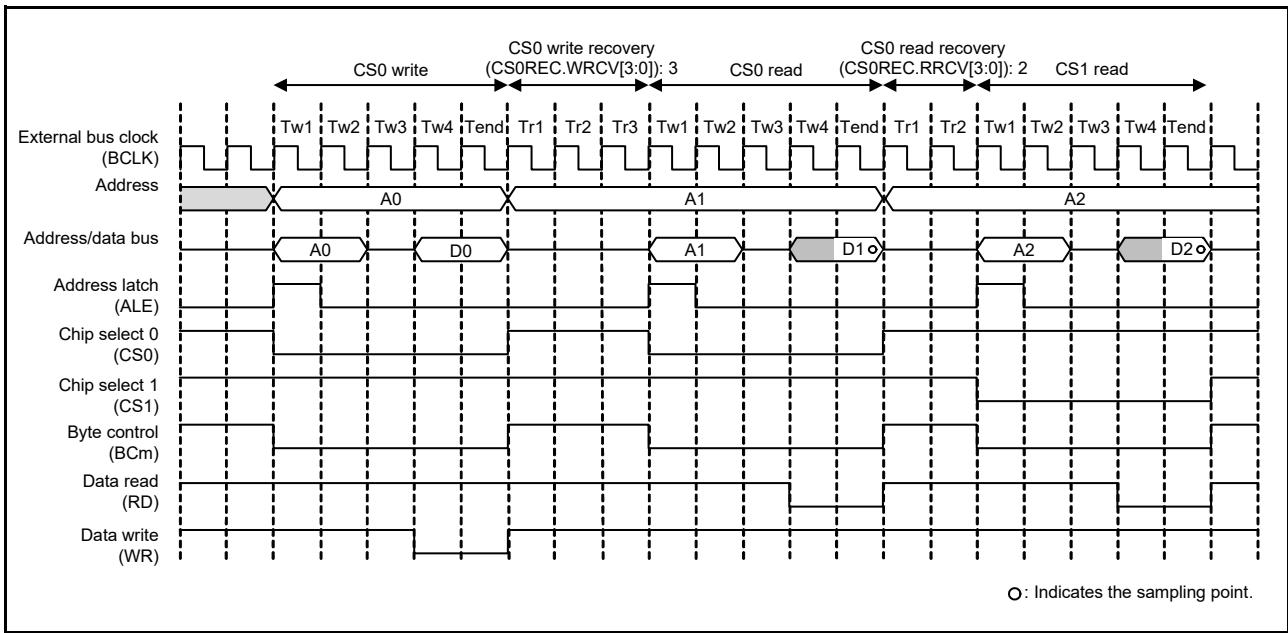 CS0 write
CS0 write recovery
(CS0REC.WRCV[3:0]): 3
CS0 read
CS0 read recovery
(CS0REC.RRCV[3:0]): 2
CS1 read
External bus clock
(BCLK)
Tw1 Tw2 Tw3 Tw4 Tend Tr1 Tr2 Tr3 Tw1 Tw2 Tw3 Tw4 Tend Tr1 Tr2 Tw1 Tw2 Tw3 Tw4 Tend
Address
A0 A1 A2
Address/data bus
A0 D0 A1 D1 A2 D2
Address latch
(ALE)
Chip select 0
(CS0)
Chip select 1
(CS1)
Byte control
(BCm)
Data read
(RD)
Data write
(WR)
: Indicates the sampling point.